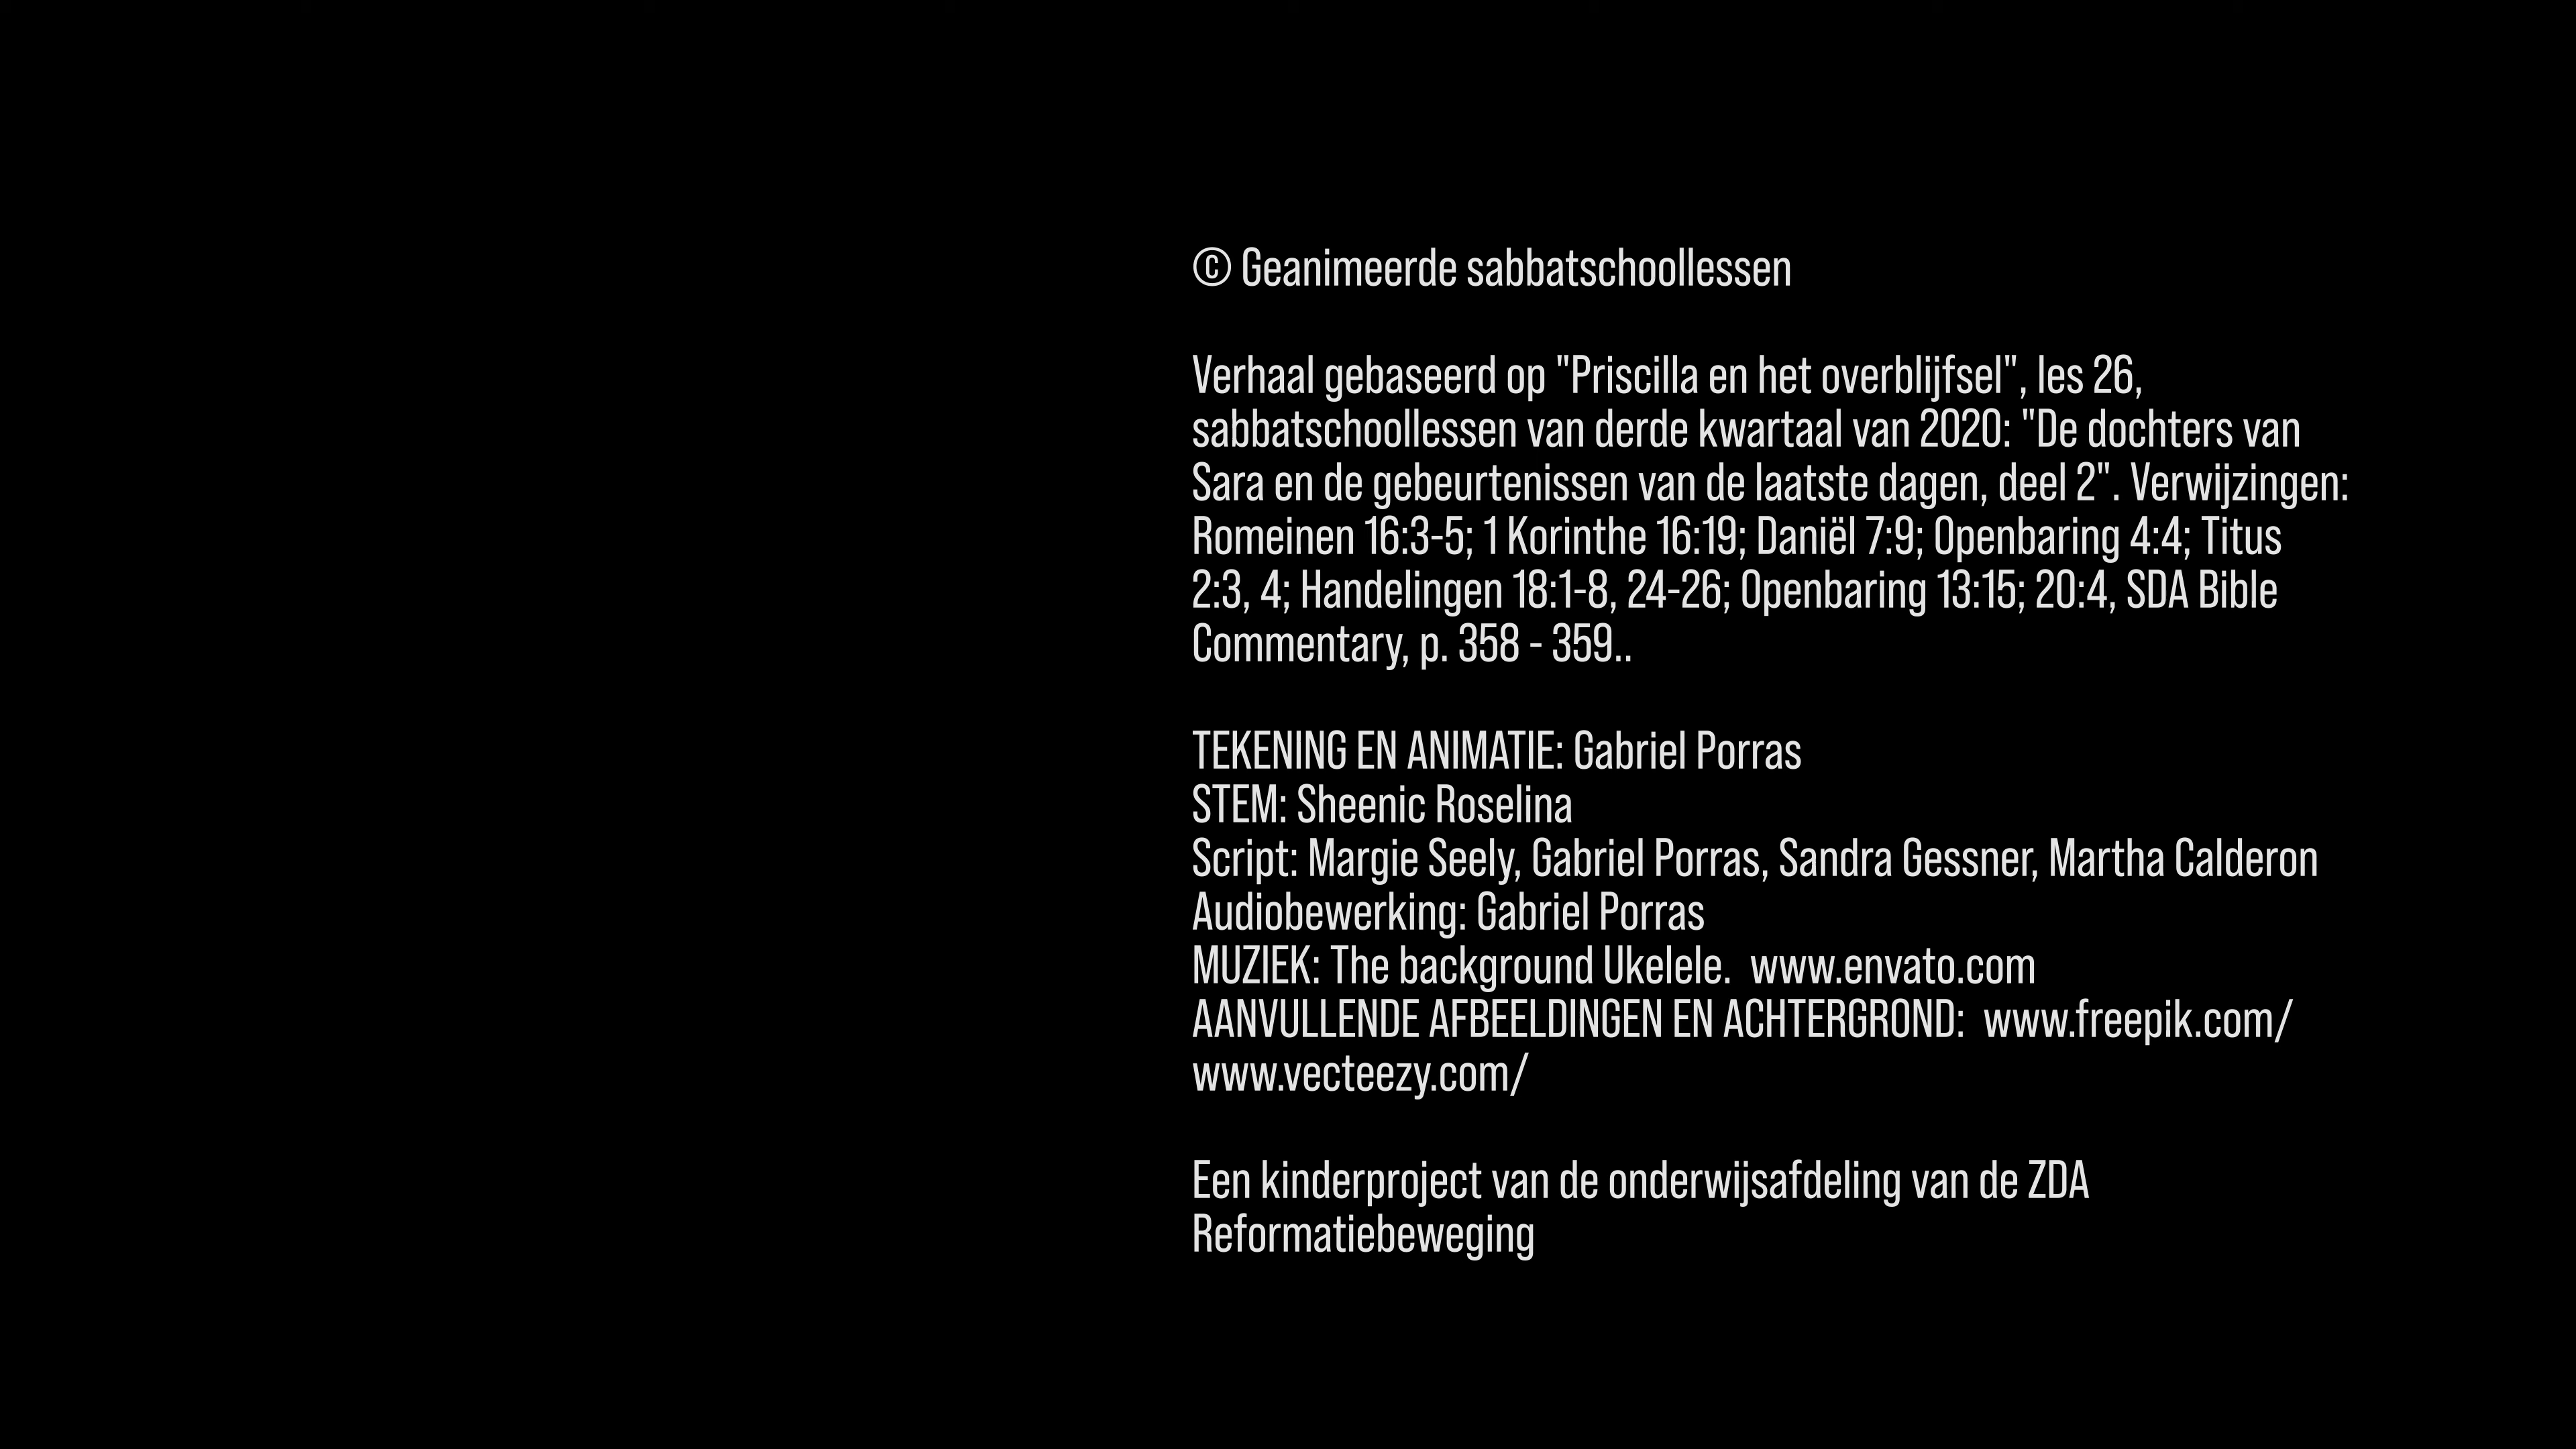 © Geanimeerde sabbatschoollessen
Verhaal gebaseerd op "Priscilla en het overblijfsel", les 26,
sabbatschoollessen van derde kwartaal van 2020: "De dochters van
Sara en de gebeurtenissen van de laatste dagen, deel 2". Verwijzingen:
Romeinen 16:3-5; 1 Korinthe 16:19; Daniël 7:9; Openbaring 4:4; Titus
2:3, 4; Handelingen 18:1-8, 24-26; Openbaring 13:15; 20:4, SDA Bible
Commentary, p. 358 - 359..
TEKENING EN ANIMATIE: Gabriel Porras
STEM: Sheenic Roselina
Script: Margie Seely, Gabriel Porras, Sandra Gessner, Martha Calderon
Audiobewerking: Gabriel Porras
MUZIEK: The background Ukelele.  www.envato.com
AANVULLENDE AFBEELDINGEN EN ACHTERGROND:  www.freepik.com/
www.vecteezy.com/
Een kinderproject van de onderwijsafdeling van de ZDA
Reformatiebeweging